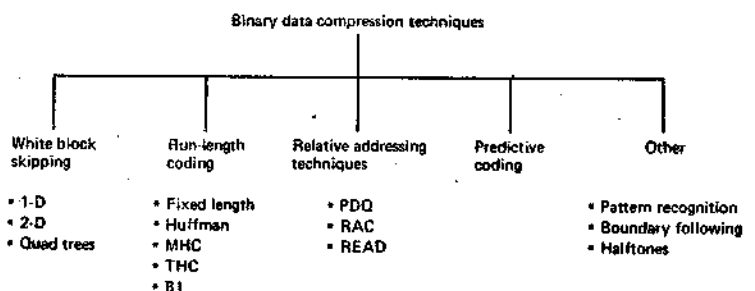 Binary data compression techniques
White block
skipping
• 1-D
• 2-D
• Quad trees
Run-length
coding
• Fixed length
• Huffman
• MHC
• THC
• B1
Relative addressing
techniques
• PDQ
• RAC
• READ
Predictive
coding
Other
• Pattern recognition
• Boundary following
• Halftones